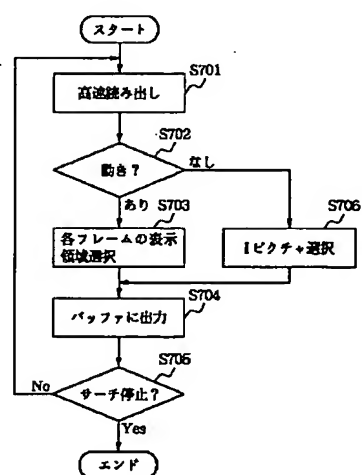 スタート
S701
高速読み出し
S702
動き?
なし
あり
S703
S706
各フレームの表示
領域選択
Iピクチャ選択
S704
バッファに出力
S705
サーチ停止?
No
Yes
エンド